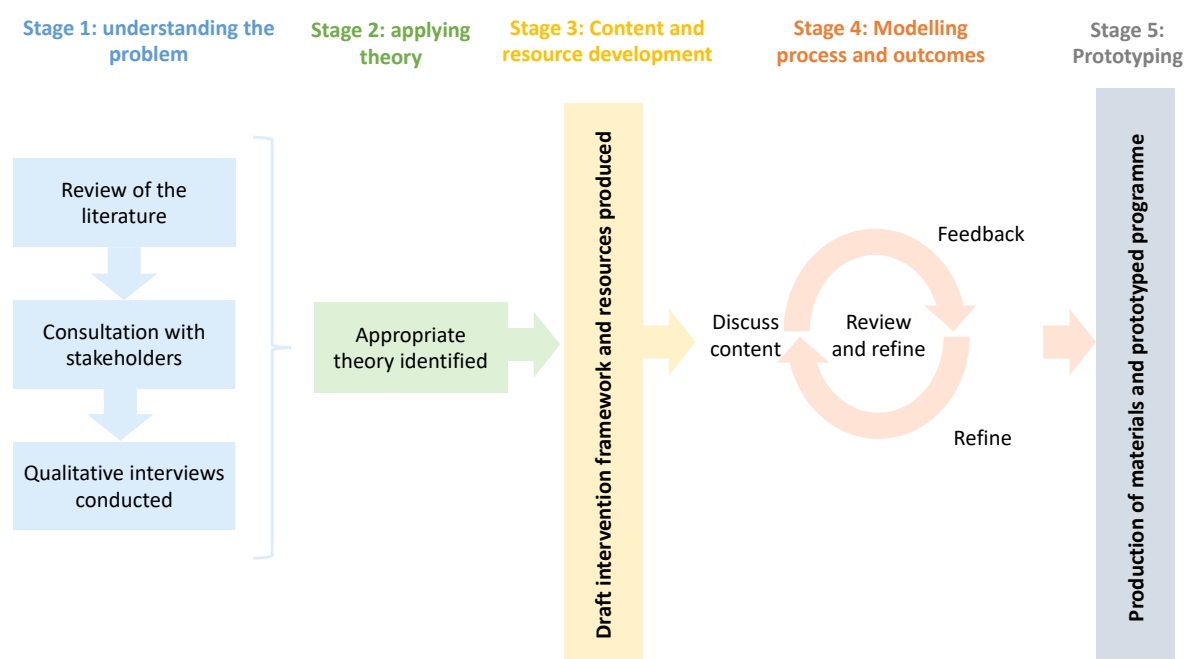 Stage 1: understanding the
problem
Stage 2: applying
theory
Stage 3: Content and
resource development
Stage 4: Modelling
process and outcomes
Stage 5:
Prototyping
Review of the
literature
Consultation with
stakeholders
Qualitative interviews
conducted
Appropriate
theory identified
Draft intervention framework and resources produced
Discuss
content
Feedback
Review
and refine
Refine
Production of materials and prototyped programme